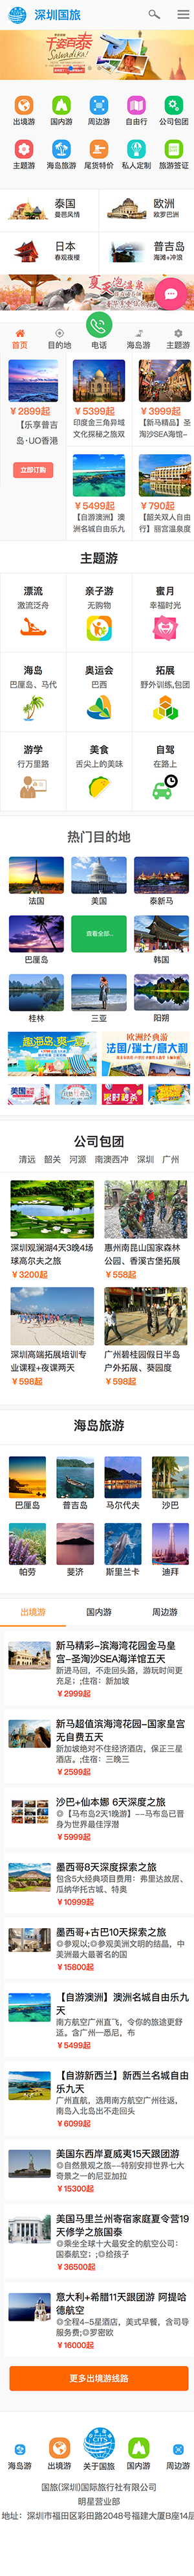 深圳国旅
千姿百泰
Sawadika!
出境游 国内游 周边游 自由行 公司包团
主题游 海岛旅游 尾货特价 私人定制 旅游签证
泰国
曼芭风情
欧洲
欧罗巴洲
日本
春观夜樱
普吉岛
海滩+冲浪
夏天泡温泉
首页 目的地 电话 海岛游 主题游
¥2899起
【乐享普吉
岛·UO香港
立即订购
¥5399起
印度金三角异域
文化探秘之旅双
¥3999起
【新马精品】圣
淘沙SEA海馆-
¥5499起
【自游澳洲】澳
洲名城自由乐九
¥790起
【韶关双人自由
行】丽宫温泉度
主题游
漂流
激流泛舟
亲子游
无购物
蜜月
幸福时光
海岛
巴厘岛、马代
奥运会
巴西
拓展
野外训练,包团
游学
行万里路
美食
舌尖上的美味
自驾
在路上
热门目的地
法国 美国 泰新马
巴厘岛 查看全部... 韩国
桂林 三亚 阳朔
欧洲经典游
法国/瑞士/意大利
美国
限时秒杀
公司包团
清远 韶关 河源 南澳西冲 深圳 广州
深圳观澜湖4天3晚4场
球高尔夫之旅
¥3200起
惠州南昆山国家森林
公园、香溪古堡拓展
¥558起
深圳高端拓展培训专
业课程+夜课两天
¥598起
广州碧桂园假日半岛
户外拓展、葵园度
¥598起
海岛旅游
巴厘岛 普吉岛 马尔代夫 沙巴
帕劳 斐济 斯里兰卡 迪拜
出境游 国内游 周边游
新马精彩-滨海湾花园金马皇
宫-圣淘沙SEA海洋馆五天
新进马回，不走回头路，游玩时间更
充足；;住宿：新加坡
¥2999起
新马超值滨海湾花园-国家皇宫
无自费五天
新加坡绝对不住经济酒店，保正三星
酒店。;住宿：三晚三
¥2599起
沙巴+仙本娜 6天深度之旅
◎【马布岛2天1晚游】--马布岛已晋
身为世界最佳浮潜
¥5999起
墨西哥8天深度探索之旅
包含5大经典项目费用：弗里达故居、
瓜纳华托古城、特奥
¥10999起
墨西哥+古巴10天探索之旅
◎参观以;◎参观美洲文明的结晶，中
美洲最大最著名的国
¥15800起
【自游澳洲】澳洲名城自由乐九
天
南方航空广州直飞，令你的旅途更舒
适。含广州一悉尼，布
¥5499起
【自游新西兰】新西兰名城自由
乐九天
广州直航，选用南方航空广州往返，
南岛入北岛出不走回头
¥6099起
美国东西岸夏威夷15天跟团游
◎自然景观之旅--特别安排世界七大
奇景之一的尼亚加拉
¥15300起
美国马里兰州寄宿家庭夏令营19
天修学之旅国泰
◎乘坐全球十大最安全的航空公司：
国泰航空；;◎给孩子
¥36500起
意大利+希腊11天跟团游 阿提哈
德航空
◎全程4-5星酒店，美式早餐，含司导
服务费;◎罗密欧
¥16000起
更多出境游线路
CITS
海岛游 出境游 关于国旅 国内游 周边游
国旅(深圳)国际旅行社有限公司
明星营业部
地址：深圳市福田区彩田路2048号福建大厦B座14层